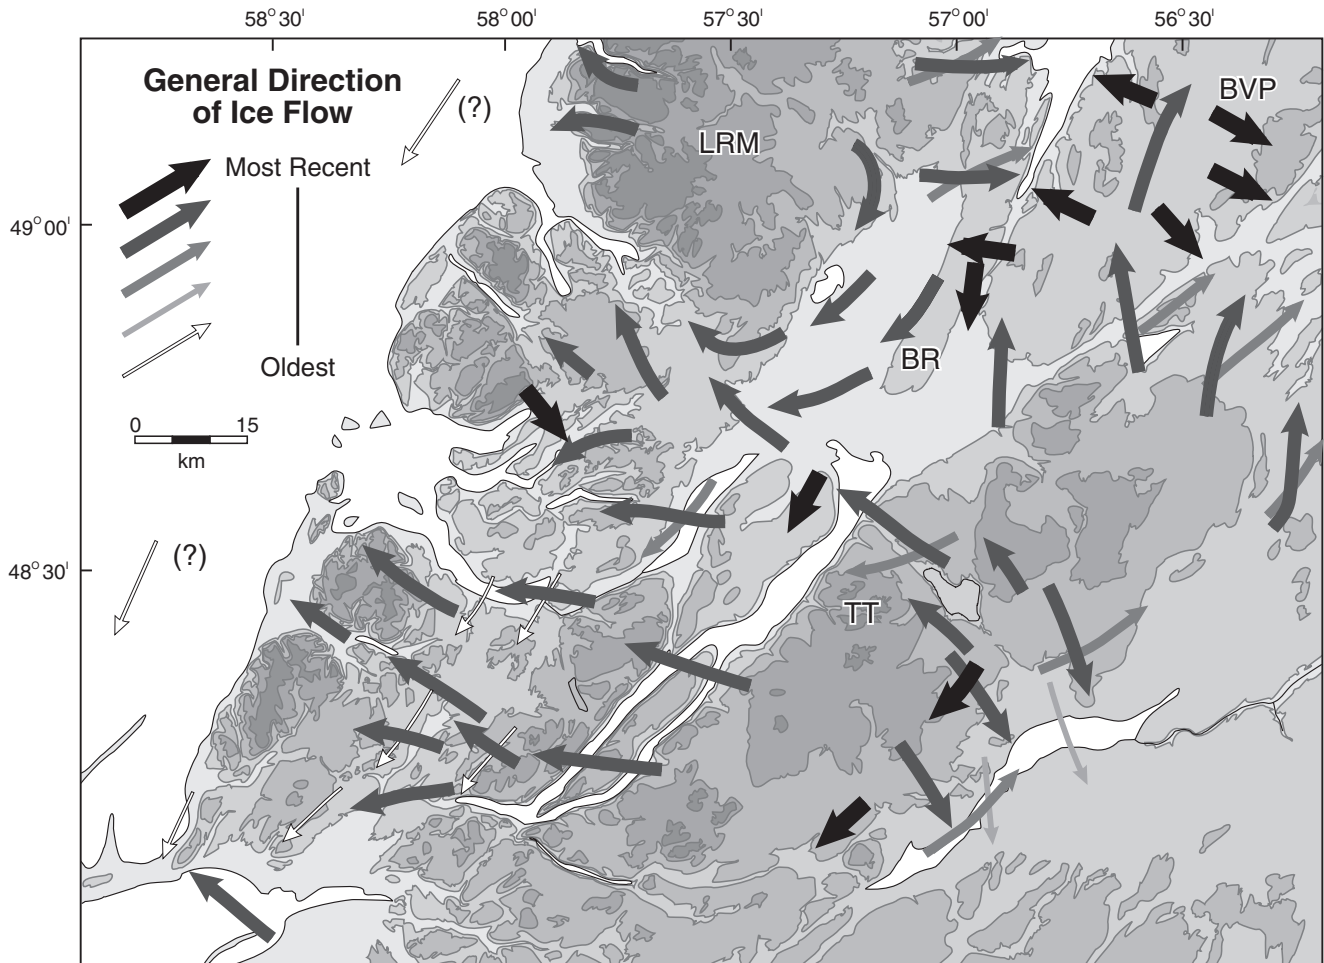 58°30' 58°00' 57°30' 57°00' 56°30'
General Direction
of Ice Flow
(?)
BVP
LRM
Most Recent
49°00'
BR
Oldest
0 15
km
(?)
48°30'
TT